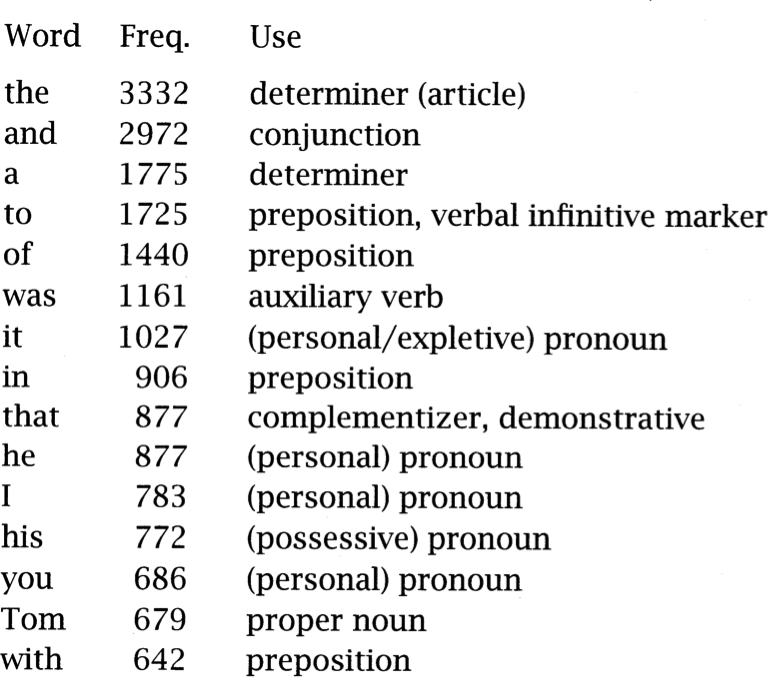 Word Freq. Use
the 3332 determiner (article)
and 2972 conjunction
a 1775 determiner
to 1725 preposition, verbal infinitive marker
of 1440 preposition
was 1161 auxiliary verb
it 1027 (personal/expletive) pronoun
in 906 preposition
that 877 complementizer, demonstrative
he 877 (personal) pronoun
I 783 (personal) pronoun
his 772 (possessive) pronoun
you 686 (personal) pronoun
Tom 679 proper noun
with 642 preposition